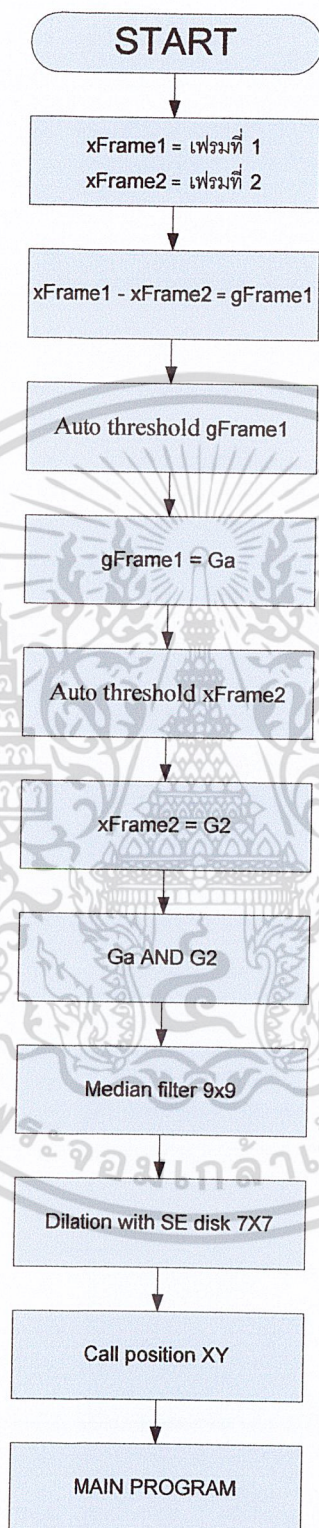 START
xFrame1 = เฟรมที่ 1
xFrame2 = เฟรมที่ 2
xFrame1 - xFrame2 = gFrame1
Auto threshold gFrame1
gFrame1 = Ga
Auto threshold xFrame2
xFrame2 = G2
Ga AND G2
Median filter 9x9
Dilation with SE disk 7X7
Call position XY
MAIN PROGRAM